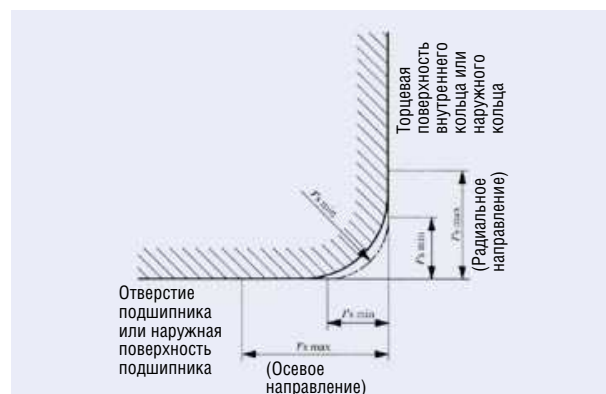 Торцевая
поверхность
внутреннего
кольца или
наружного
кольца
rs min
rs min
rs max
(Радиальное
направление)
rs min
rs max
Отверстие
подшипника
или наружная
поверхность
подшипника
(Осевое
направление)